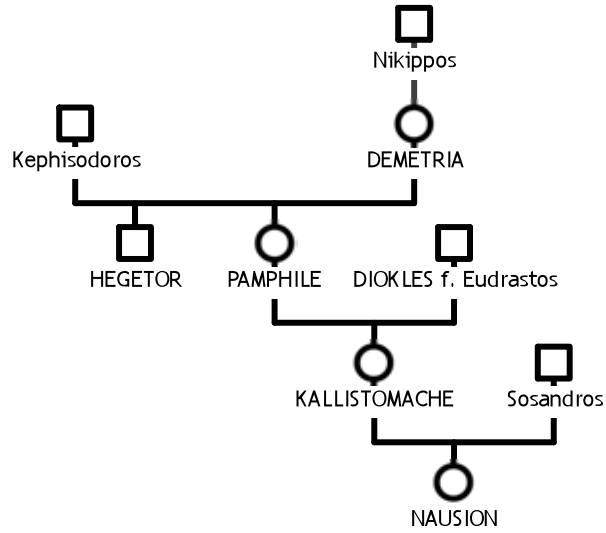 Nikippos
Kephisodoros
DEMETRIA
HEGETOR
PAMPHILE
DIOKLES f. Eudrastos
KALLISTOMACHE
Sosandros
NAUSION